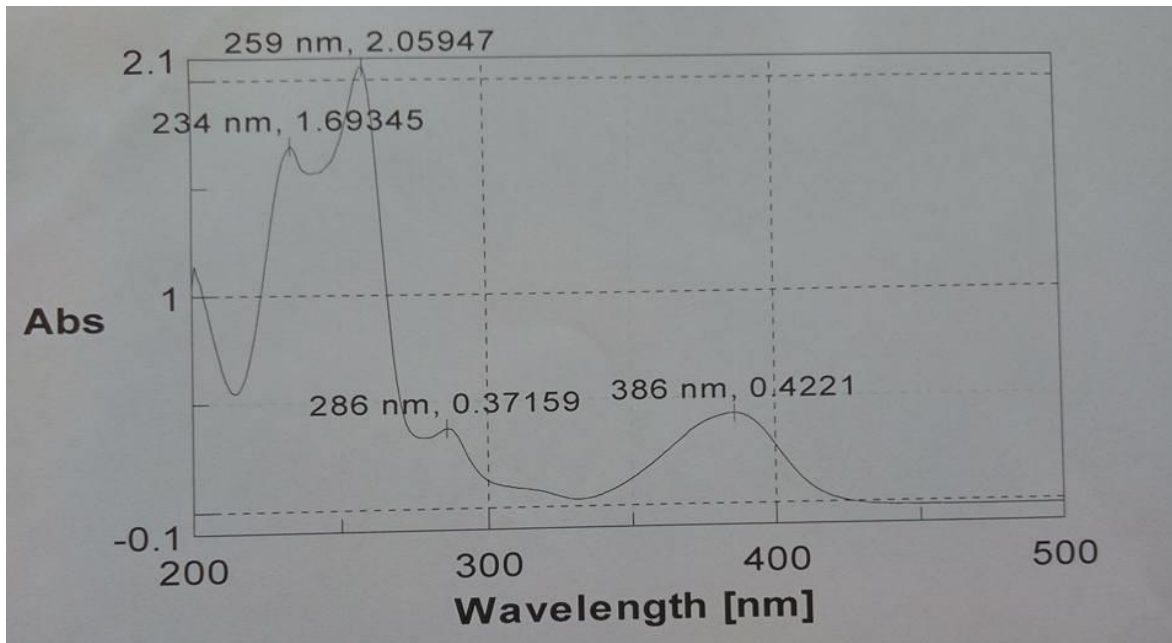 259 nm, 2.05947
2.1
234 nm, 1.69345
1
Abs
286 nm, 0.37159
386 nm, 0.4221
-0.1
200
300
400
500
Wavelength [nm]